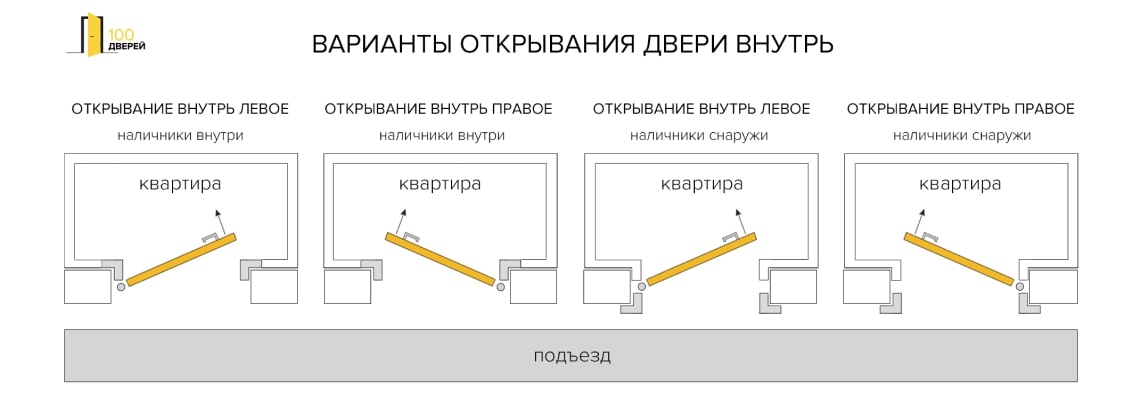 100
ДВЕРЕЙ
ВАРИАНТЫ ОТКРЫВАНИЯ ДВЕРИ ВНУТРЬ
ОТКРЫВАНИЕ ВНУТРЬ ЛЕВОЕ
наличники внутри
квартира
ОТКРЫВАНИЕ ВНУТРЬ ПРАВОЕ
наличники внутри
квартира
ОТКРЫВАНИЕ ВНУТРЬ ЛЕВОЕ
наличники снаружи
квартира
ОТКРЫВАНИЕ ВНУТРЬ ПРАВОЕ
наличники снаружи
квартира
подъезд